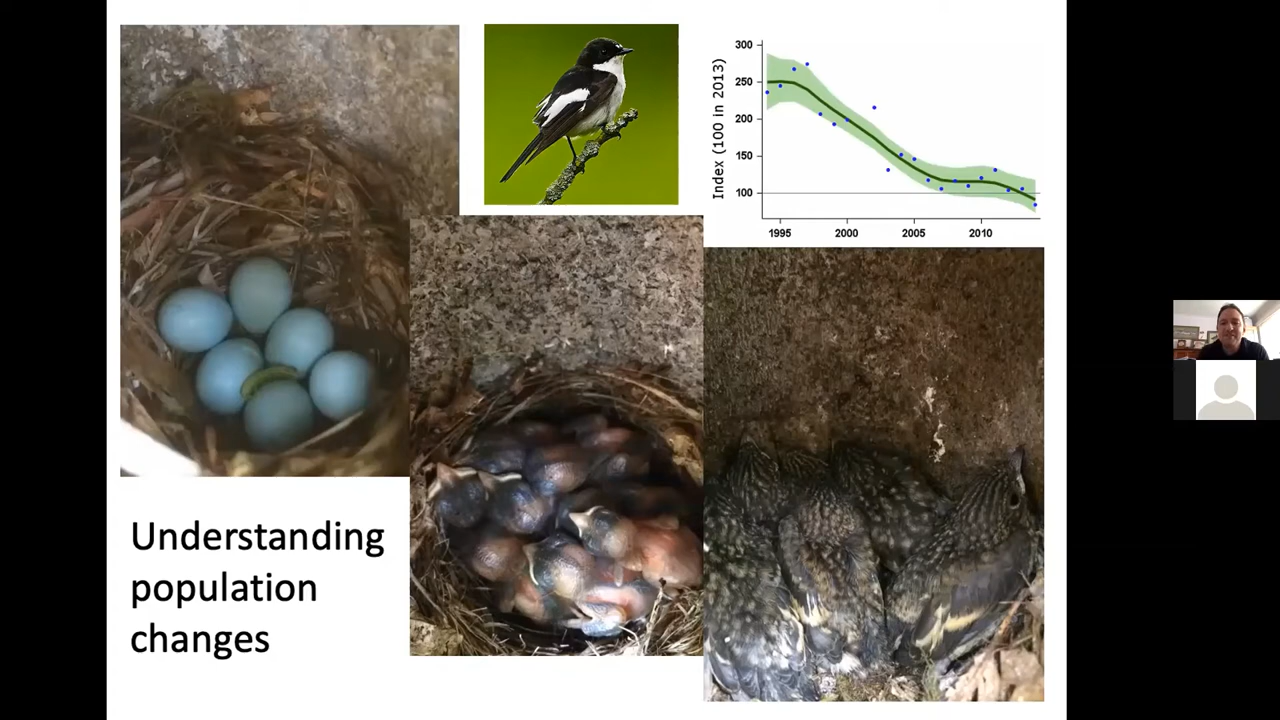 Understanding
population
changes
Index (100 in 2013)
300
250
200
150
100
1995
2000
2005
2010